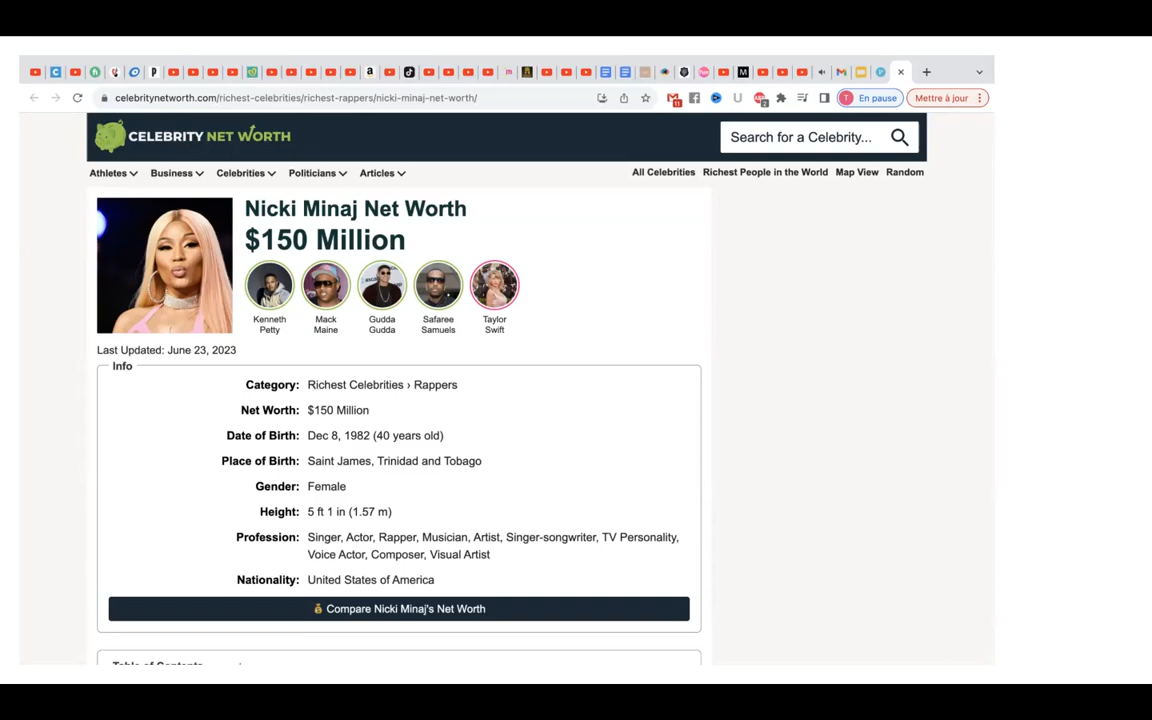 celebritynetworth.com/richest-celebrities/richest-rappers/nicki-minaj-net-worth/
11
2
T
En pause
Mettre à jour
CELEBRITY NET WORTH
Search for a Celebrity...
Athletes
Business
Celebrities
Politicians
Articles
All Celebrities
Richest People in the World
Map View
Random
Nicki Minaj Net Worth
$150 Million
Kenneth
Petty
Mack
Maine
Gudda
Gudda
Safaree
Samuels
Taylor
Swift
Last Updated: June 23, 2023
Info
Category: Richest Celebrities › Rappers
Net Worth: $150 Million
Date of Birth: Dec 8, 1982 (40 years old)
Place of Birth: Saint James, Trinidad and Tobago
Gender: Female
Height: 5 ft 1 in (1.57 m)
Profession: Singer, Actor, Rapper, Musician, Artist, Singer-songwriter, TV Personality,
Voice Actor, Composer, Visual Artist
Nationality: United States of America
Compare Nicki Minaj's Net Worth
Table of Contents